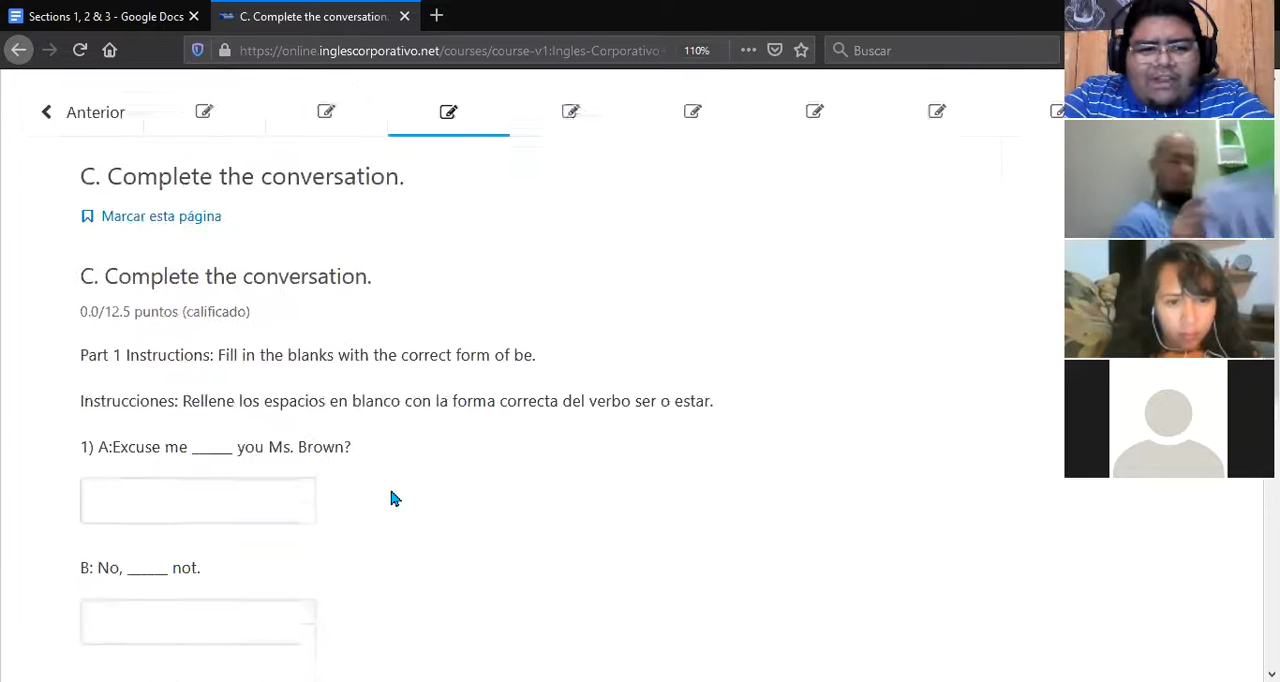 Sections 1, 2 & 3 - Google Docs
C. Complete the conversation.
https://online.inglescorporativo.net/courses/course-v1:Ingles-Corporativo
110%
Buscar
Anterior
C. Complete the conversation.
Marcar esta página
C. Complete the conversation.
0.0/12.5 puntos (calificado)
Part 1 Instructions: Fill in the blanks with the correct form of be.
Instrucciones: Rellene los espacios en blanco con la forma correcta del verbo ser o estar.
1) A:Excuse me _____ you Ms. Brown?
B: No, _____ not.